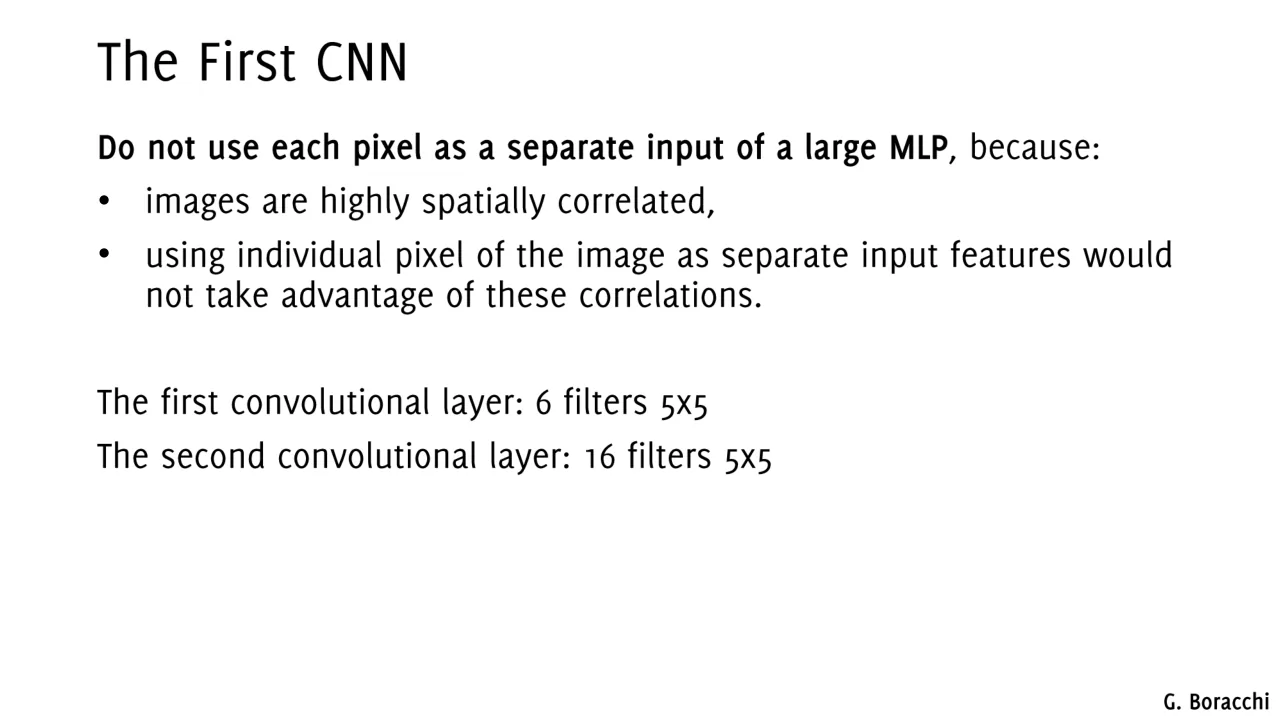 The First CNN
Do not use each pixel as a separate input of a large MLP, because:
• images are highly spatially correlated,
• using individual pixel of the image as separate input features would
not take advantage of these correlations.
The first convolutional layer: 6 filters 5x5
The second convolutional layer: 16 filters 5x5
G. Boracchi